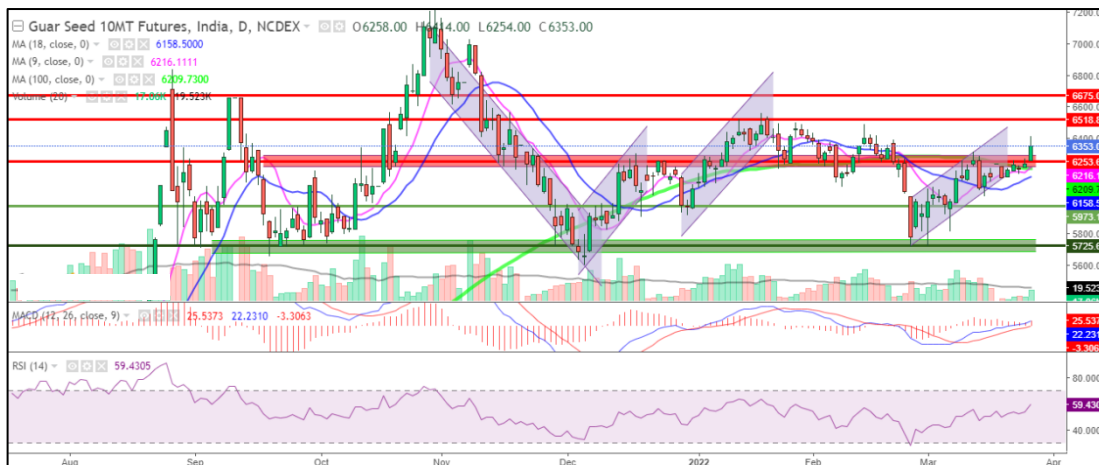 Guar Seed 10MT Futures, India, D, NCDEX O6258.00 H6414.00 L6254.00 C6353.00
MA (18, close, 0) 6158.5000
MA (9, close, 0) 6216.1111
MA (100, close, 0) 6209.7300
Volume (20) 17.86K 19.523K
7200.0
7000.0
6800.0
6675.0
6600.0
6518.8
6400.0
6353.0
6253.6
6216.1
6209.7
6158.5
5973.1
5800.0
5725.6
5600.0
19.523
MACD (12, 26, close, 9) 25.5373 22.2310 -3.3063
25.537
22.231
-3.306
RSI (14) 59.4305
80.000
59.430
40.000
Aug Sep Oct Nov Dec 2022 Feb Mar Apr